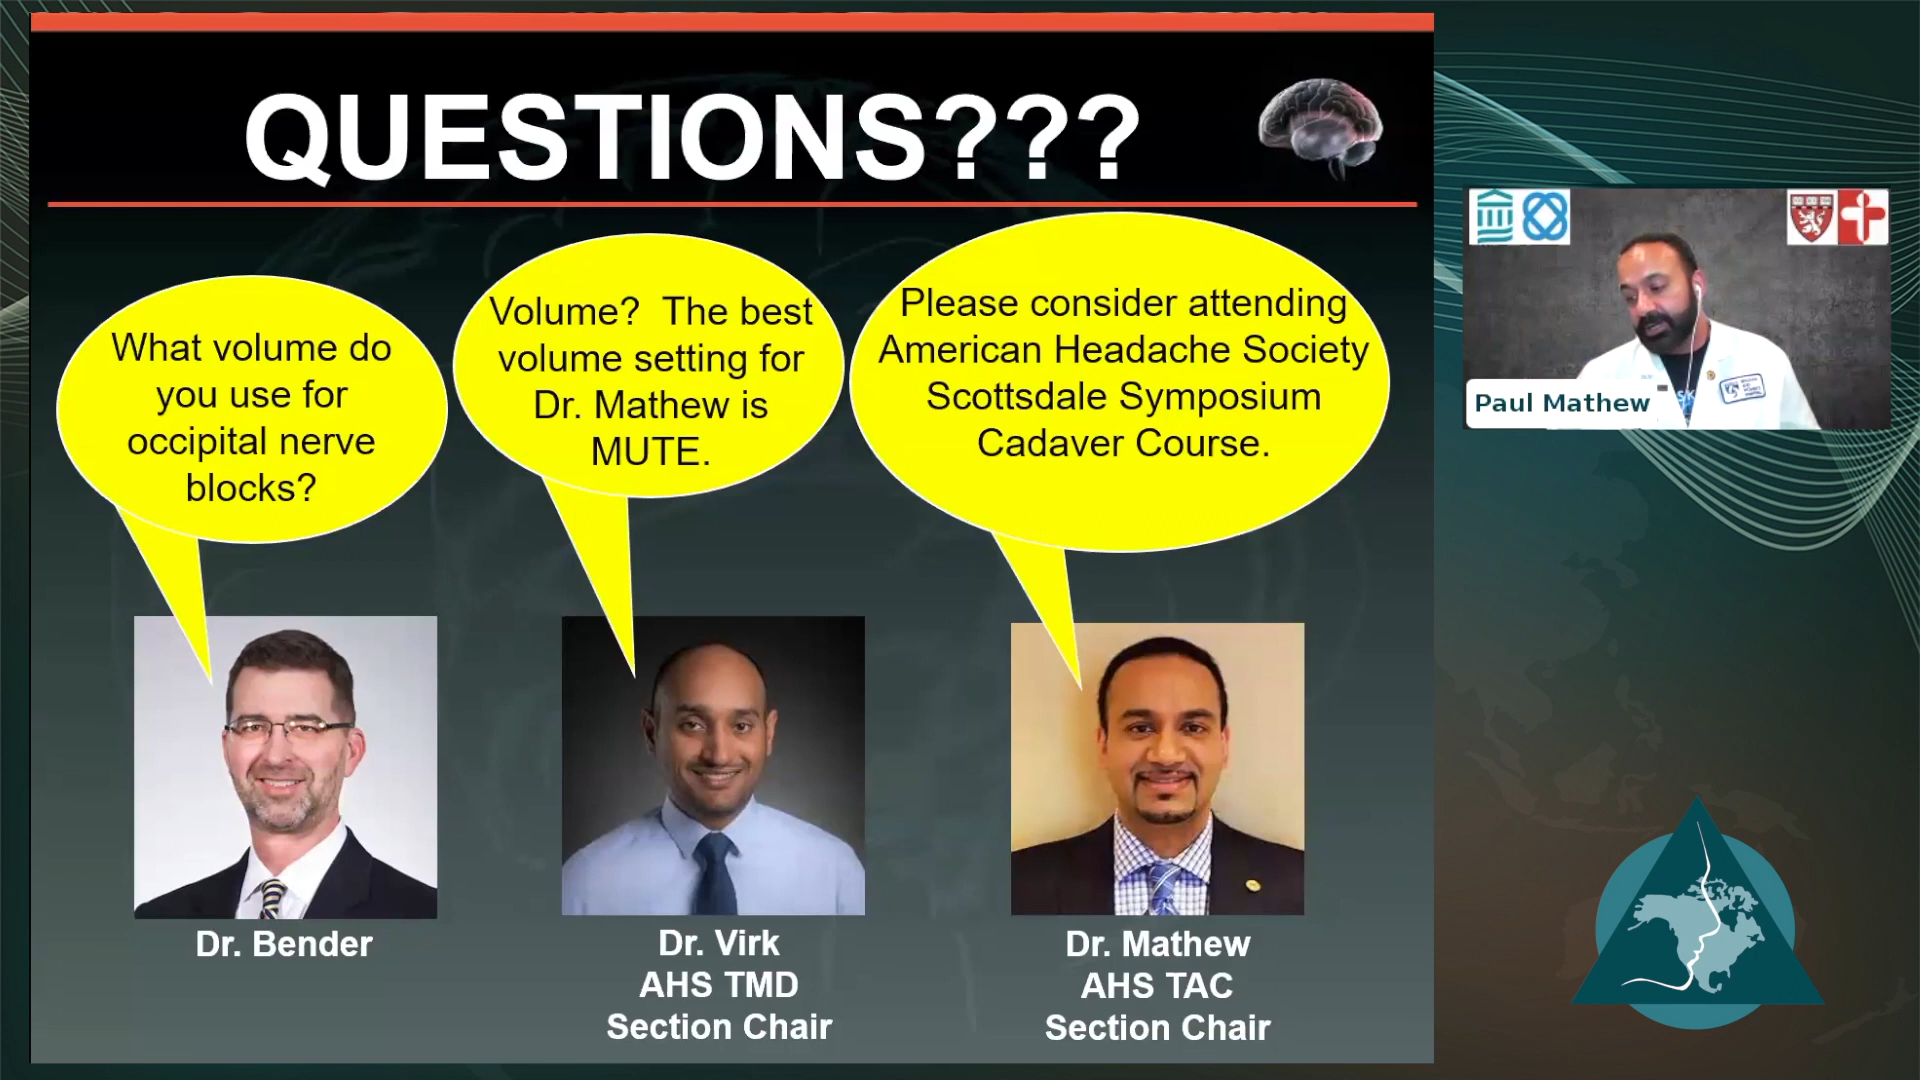 QUESTIONS???
What volume do
you use for
occipital nerve
blocks?
Volume?  The best
volume setting for
Dr. Mathew is
MUTE.
Please consider attending
American Headache Society
Scottsdale Symposium
Cadaver Course.
Dr. Bender
Dr. Virk
AHS TMD
Section Chair
Dr. Mathew
AHS TAC
Section Chair
Paul Mathew